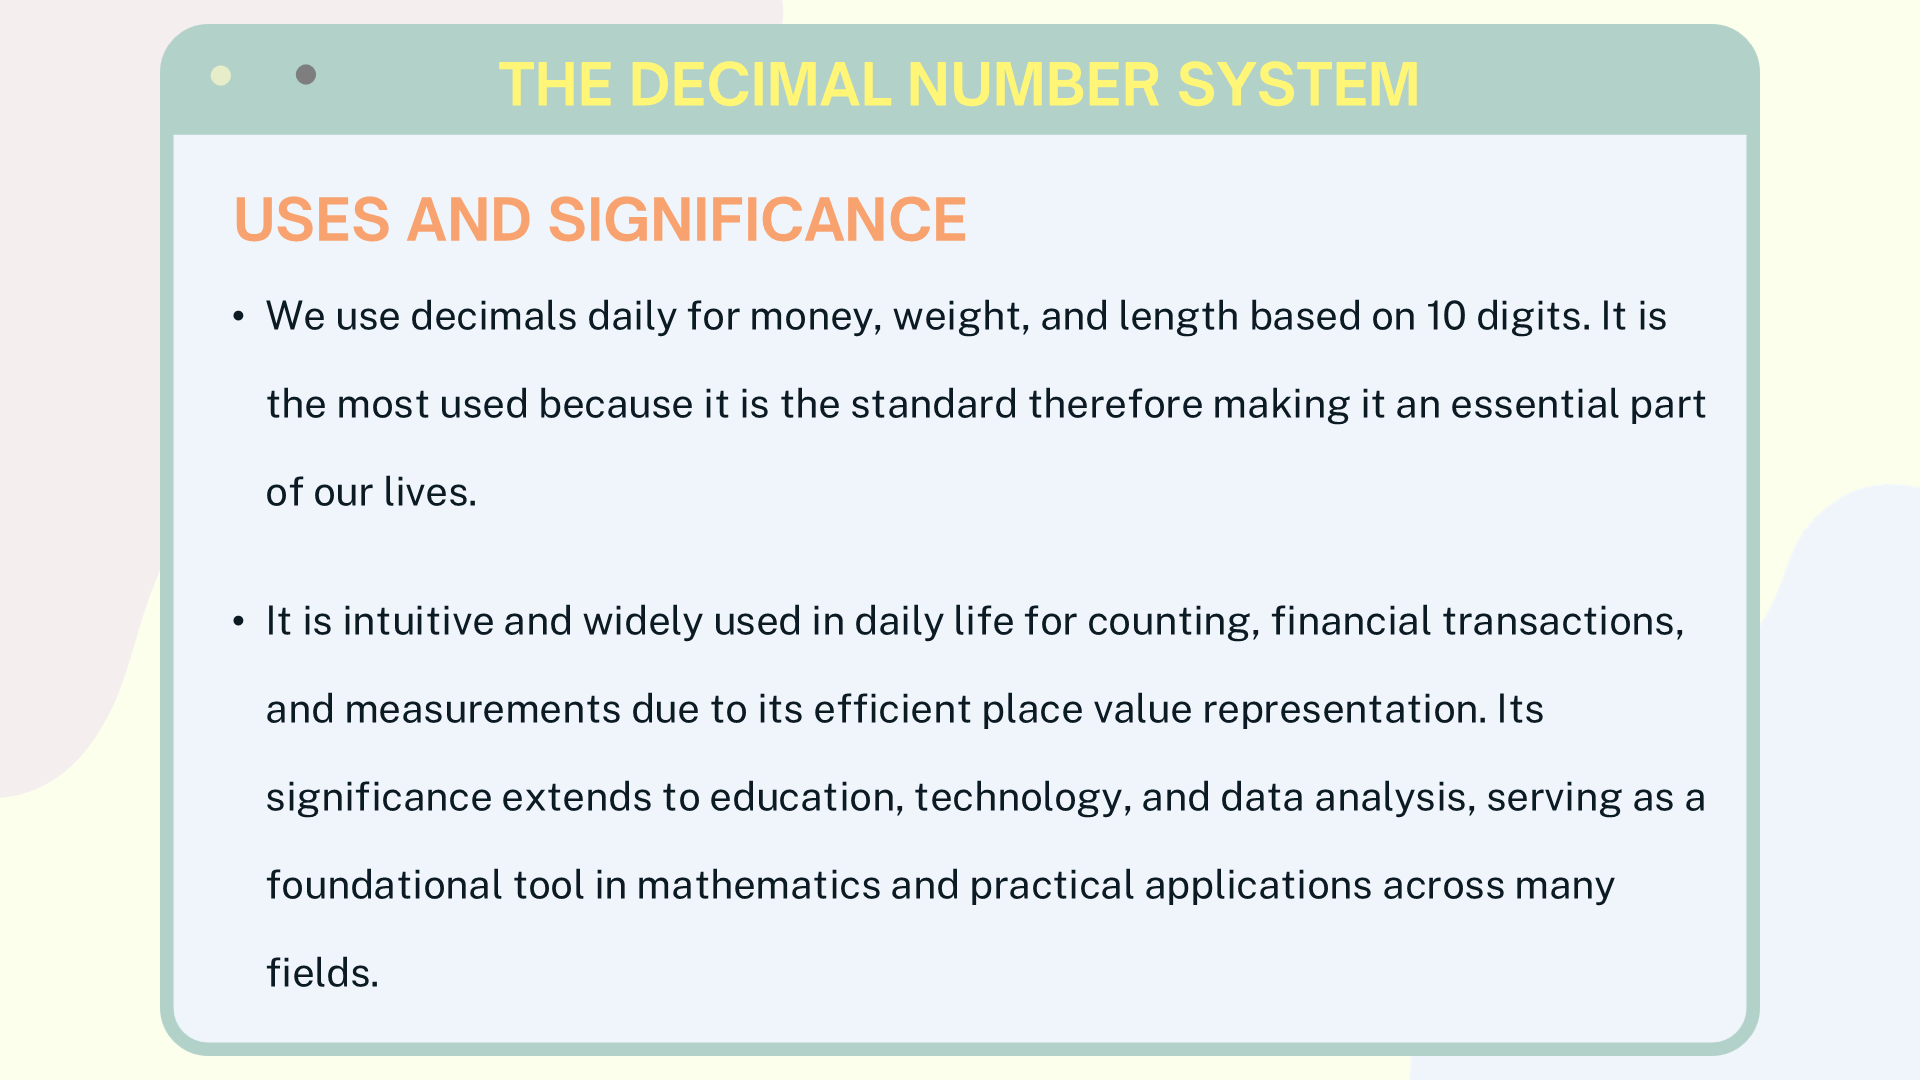 THE DECIMAL NUMBER SYSTEM
USES AND SIGNIFICANCE
• We use decimals daily for money, weight, and length based on 10 digits. It is
the most used because it is the standard therefore making it an essential part
of our lives.
• It is intuitive and widely used in daily life for counting, financial transactions,
and measurements due to its efficient place value representation. Its
significance extends to education, technology, and data analysis, serving as a
foundational tool in mathematics and practical applications across many
fields.